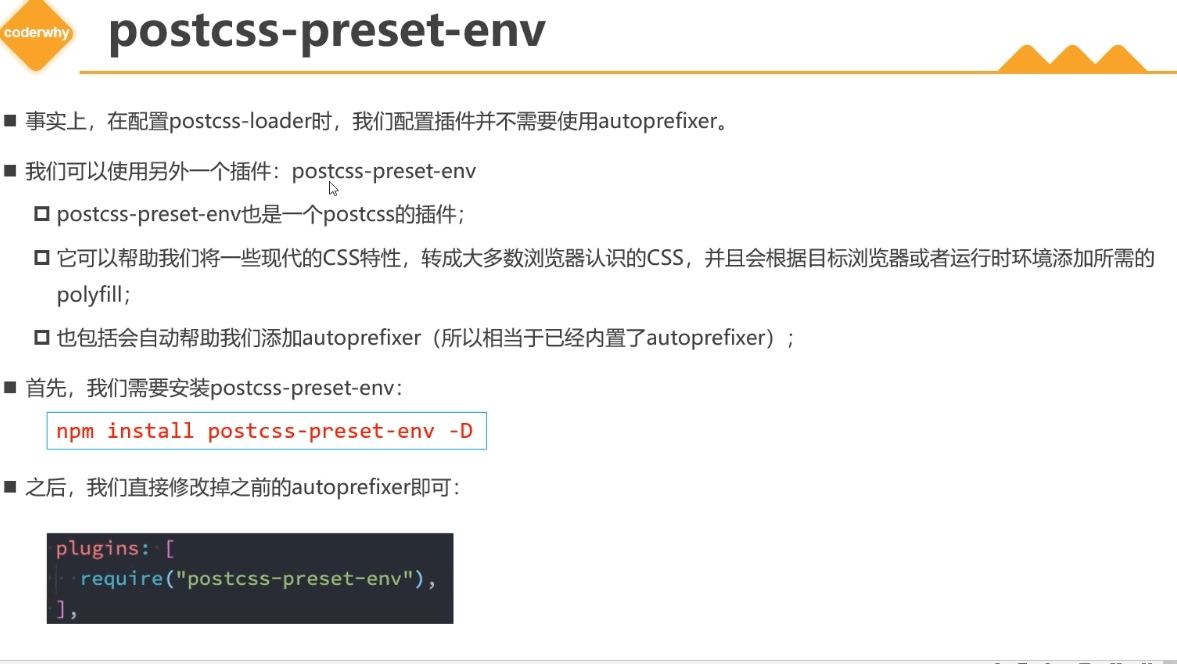 coderwhy
postcss-preset-env
事实上，在配置postcss-loader时，我们配置插件并不需要使用autoprefixer。
我们可以使用另外一个插件：postcss-preset-env
postcss-preset-env也是一个postcss的插件；
它可以帮助我们将一些现代的CSS特性，转成大多数浏览器认识的CSS，并且会根据目标浏览器或者运行时环境添加所需的
polyfill；
也包括会自动帮助我们添加autoprefixer（所以相当于已经内置了autoprefixer）；
首先，我们需要安装postcss-preset-env：
npm install postcss-preset-env -D
之后，我们直接修改掉之前的autoprefixer即可：
plugins: [
require("postcss-preset-env"),
],